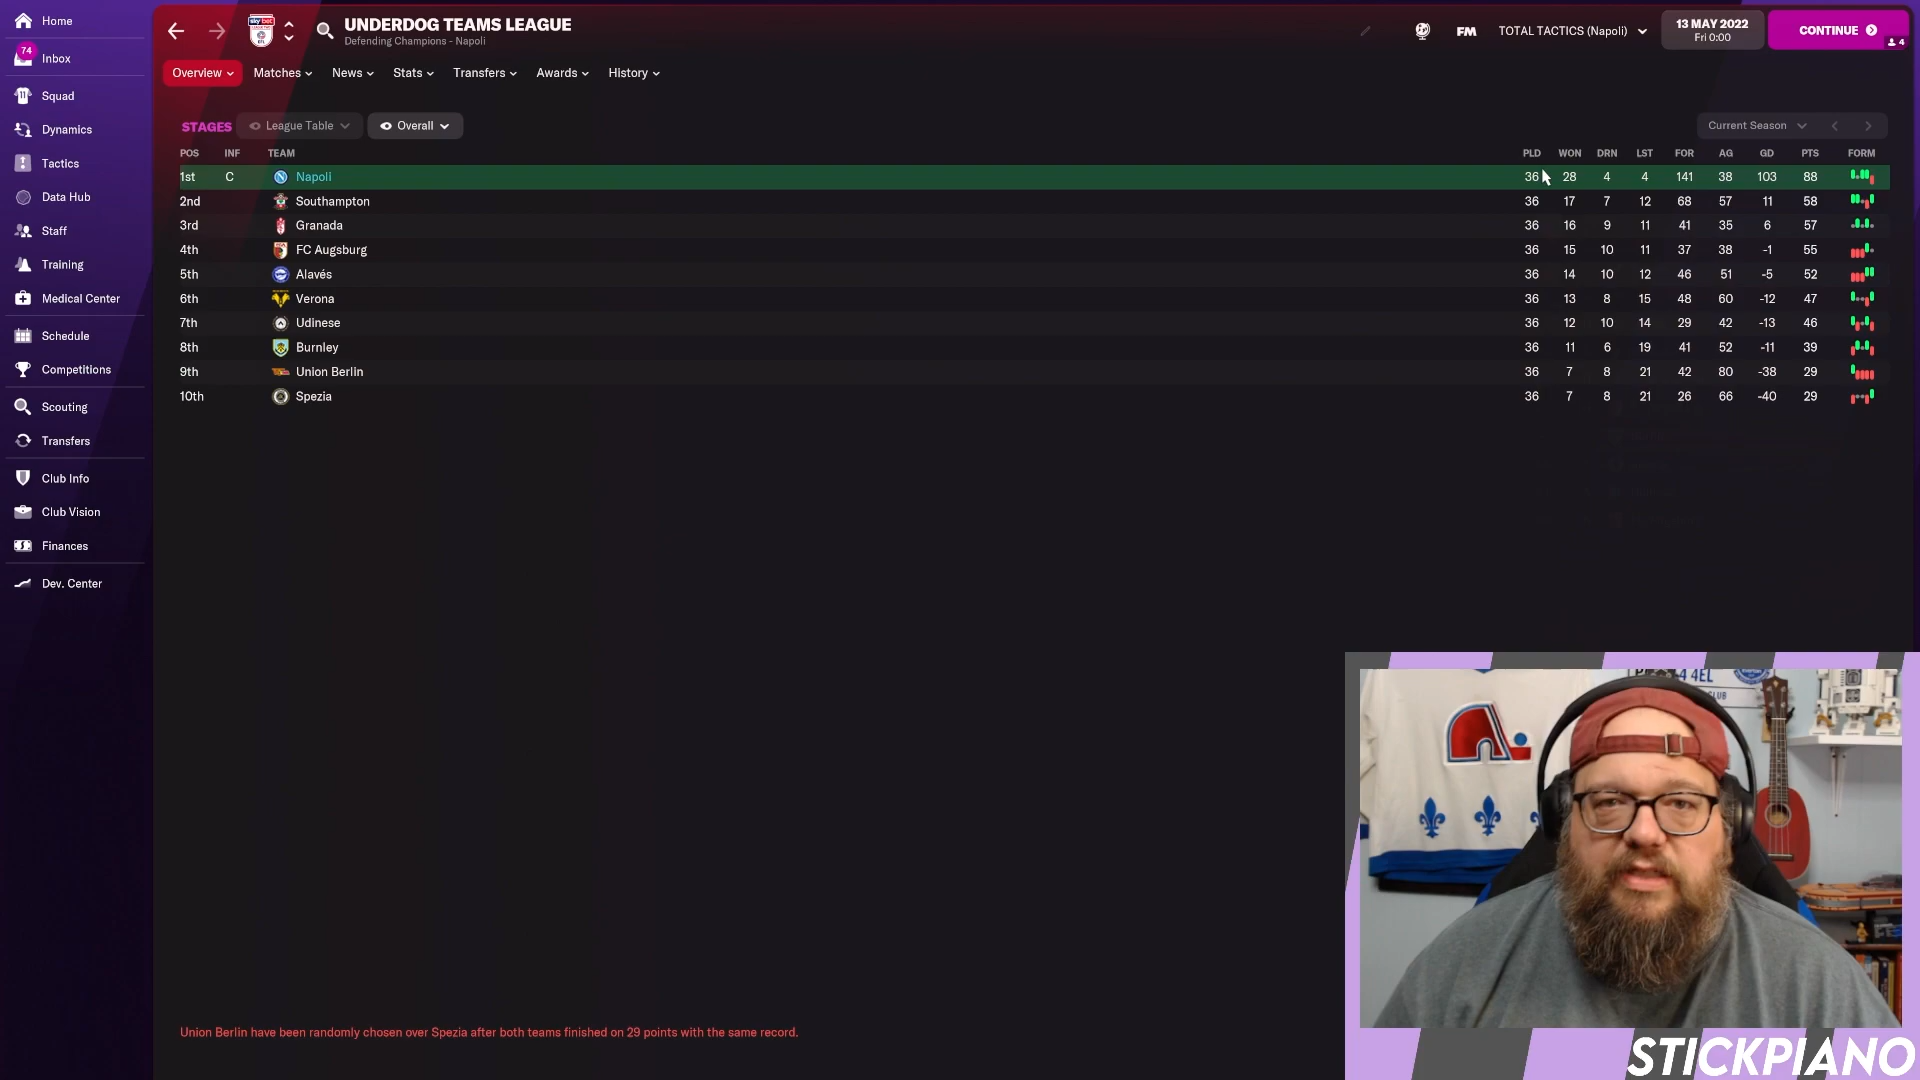 Home
74
Inbox
Squad
Dynamics
Tactics
Data Hub
Staff
Training
Medical Center
Schedule
Competitions
Scouting
Transfers
Club Info
Club Vision
Finances
Dev. Center
sky bet
EFL
UNDERDOG TEAMS LEAGUE
Defending Champions - Napoli
FM
TOTAL TACTICS (Napoli)
13 MAY 2022
Fri 0:00
CONTINUE
4
Overview Matches News Stats Transfers Awards History
STAGES League Table Overall Current Season
POS INF TEAM PLD WON DRN LST FOR AG GD PTS FORM
1st C Napoli 36 28 4 4 141 38 103 88
2nd Southampton 36 17 7 12 68 57 11 58
3rd Granada 36 16 9 11 41 35 6 57
4th FC Augsburg 36 15 10 11 37 38 -1 55
5th Alavés 36 14 10 12 46 51 -5 52
6th Verona 36 13 8 15 48 60 -12 47
7th Udinese 36 12 10 14 29 42 -13 46
8th Burnley 36 11 6 19 41 52 -11 39
9th Union Berlin 36 7 8 21 42 80 -38 29
10th Spezia 36 7 8 21 26 66 -40 29
4 4EL
Union Berlin have been randomly chosen over Spezia after both teams finished on 29 points with the same record.
STICKPIANO